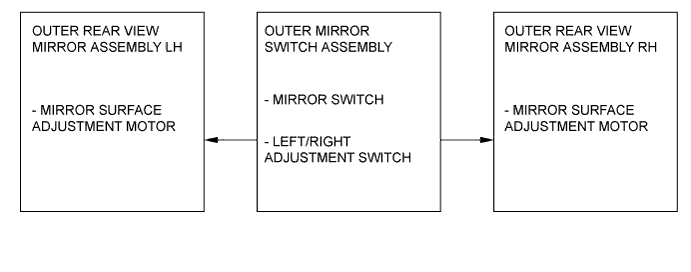 OUTER REAR VIEW
MIRROR ASSEMBLY LH
- MIRROR SURFACE
ADJUSTMENT MOTOR
OUTER MIRROR
SWITCH ASSEMBLY
- MIRROR SWITCH
- LEFT/RIGHT
ADJUSTMENT SWITCH
OUTER REAR VIEW
MIRROR ASSEMBLY RH
- MIRROR SURFACE
ADJUSTMENT MOTOR